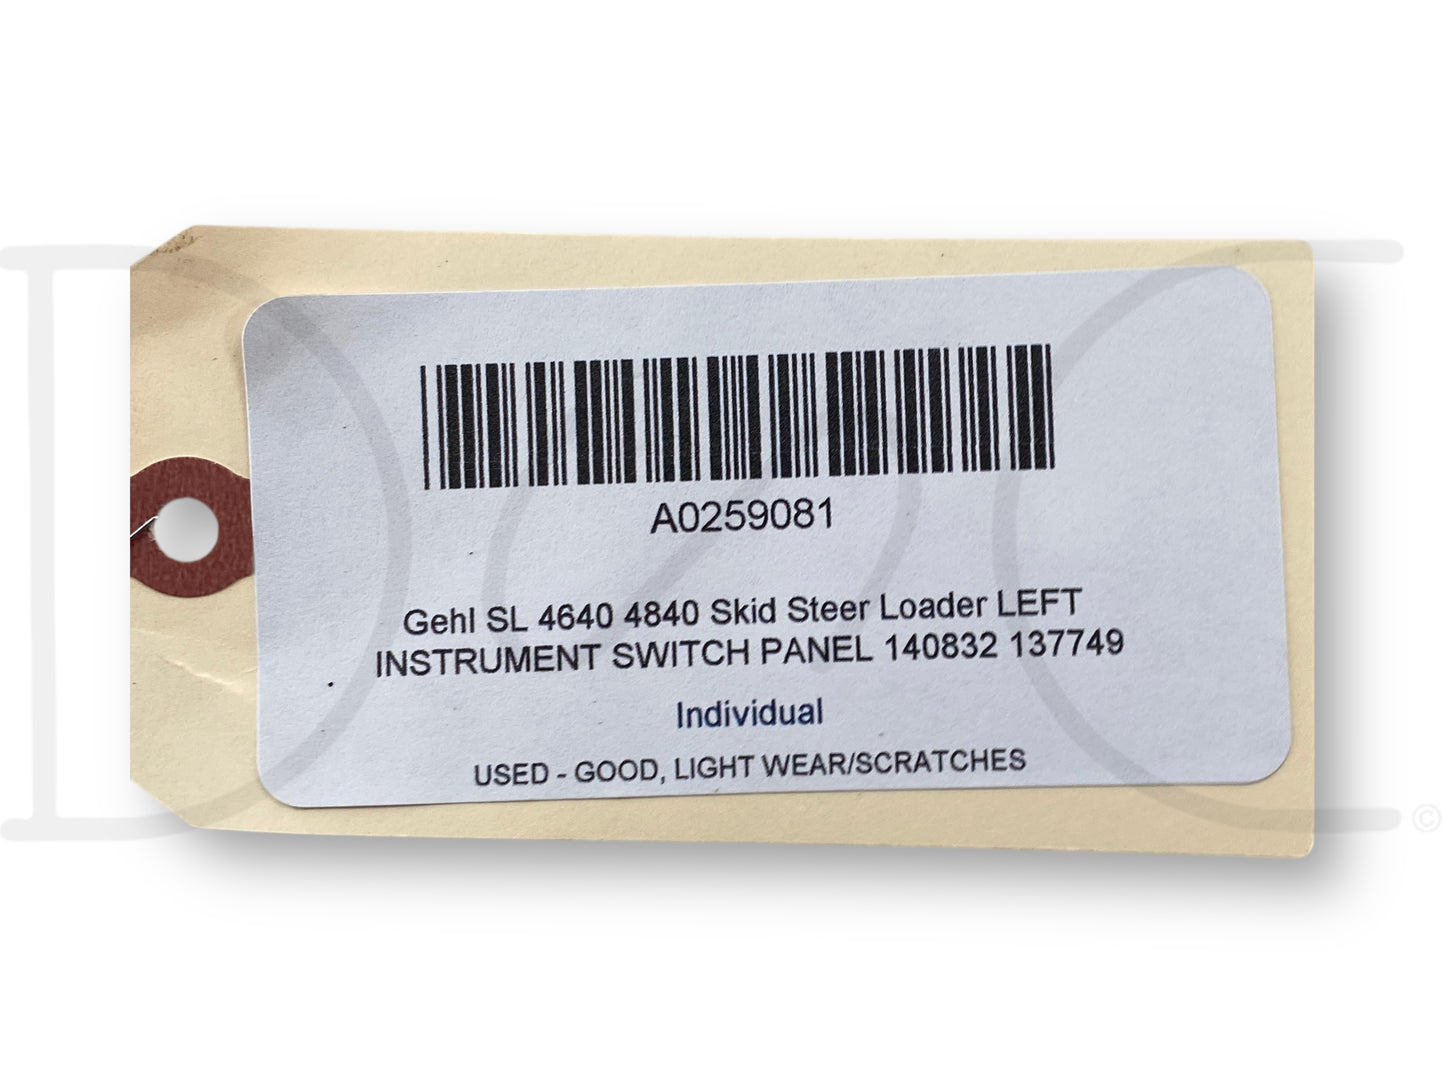 A0259081
Gehl SL 4640 4840 Skid Steer Loader LEFT
INSTRUMENT SWITCH PANEL 140832 137749
Individual
USED - GOOD, LIGHT WEAR/SCRATCHES
©